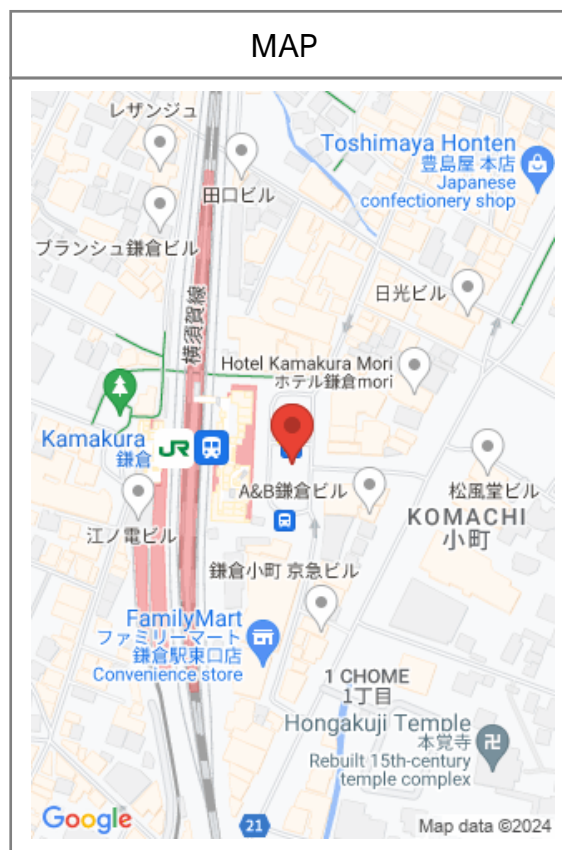 MAP
レザンジュ
田口ビル
Toshimaya Honten
豊島屋 本店
Japanese
confectionery shop
ブランシュ鎌倉ビル
日光ビル
横須賀線
Hotel Kamakura Mori
ホテル鎌倉mori
Kamakura
鎌倉
JR
A&B鎌倉ビル
松風堂ビル
KOMACHI
小町
江ノ電ビル
鎌倉小町 京急ビル
FamilyMart
ファミリーマート
鎌倉駅東口店
Convenience store
1 CHOME
1丁目
Hongakuji Temple
本覚寺
Rebuilt 15th-century
temple complex
Google
21
Map data ©2024